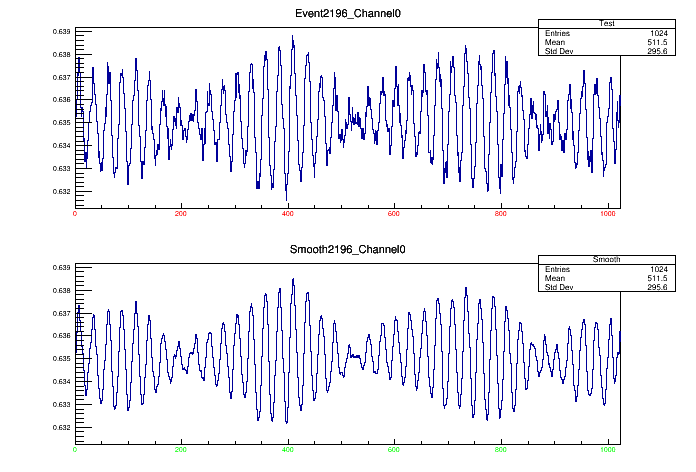 Event2196_Channel0
Test
Entries 1024
Mean 511.5
Std Dev 295.6
0.639
0.638
0.637
0.636
0.635
0.634
0.633
0.632
0 200 400 600 800 1000
Smooth2196_Channel0
Smooth
Entries 1024
Mean 511.5
Std Dev 295.6
0.639
0.638
0.637
0.636
0.635
0.634
0.633
0.632
0 200 400 600 800 1000